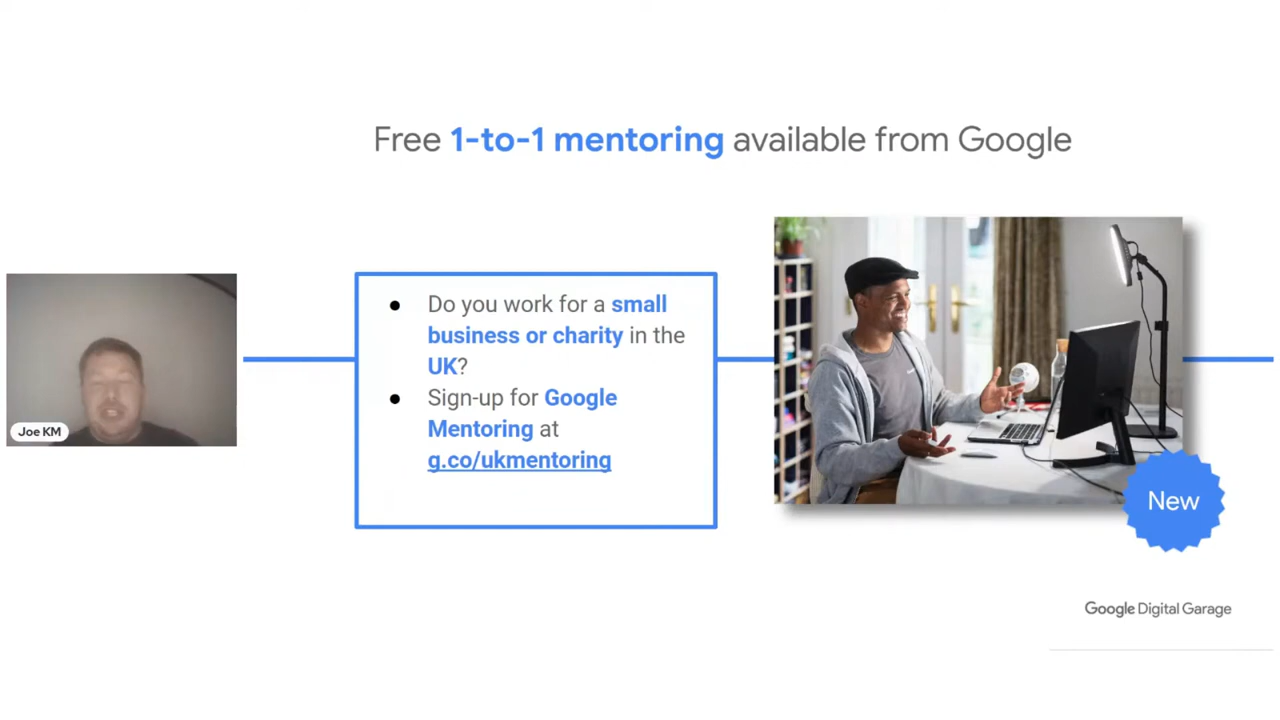 Free 1-to-1 mentoring available from Google
Joe KM
● Do you work for a small
business or charity in the
UK?
● Sign-up for Google
Mentoring at
g.co/ukmentoring
New
Google Digital Garage